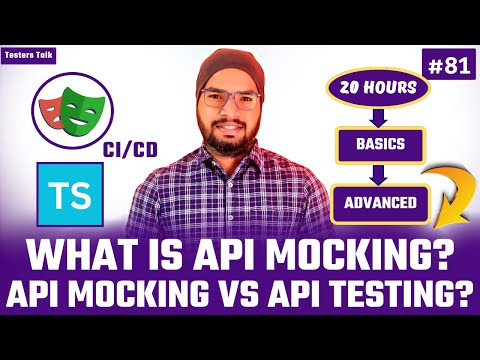 Testers Talk
#81
20 HOURS
CI/CD
BASICS
TS
ADVANCED
WHAT IS API MOCKING?
API MOCKING VS API TESTING?